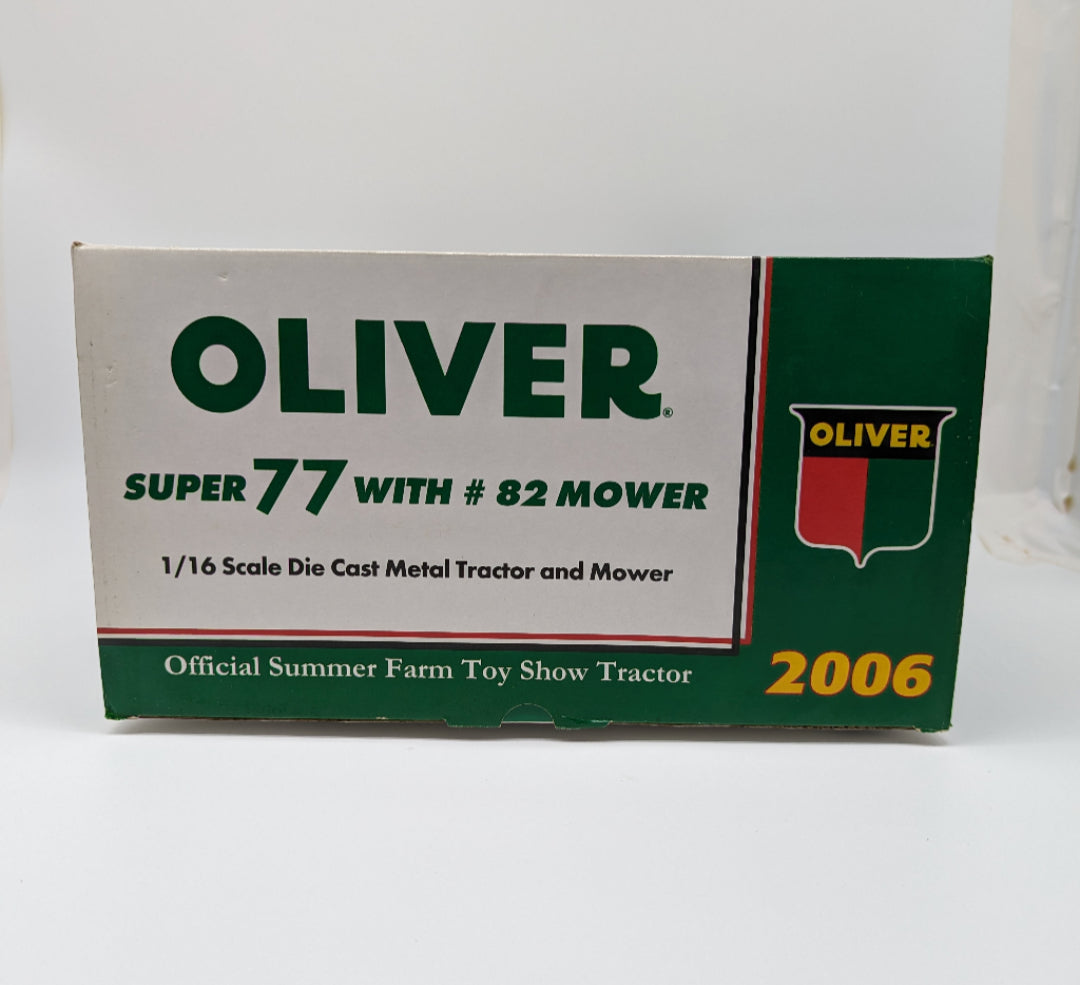 OLIVER®
SUPER 77 WITH # 82 MOWER
1/16 Scale Die Cast Metal Tractor and Mower
Official Summer Farm Toy Show Tractor
OLIVER
2006